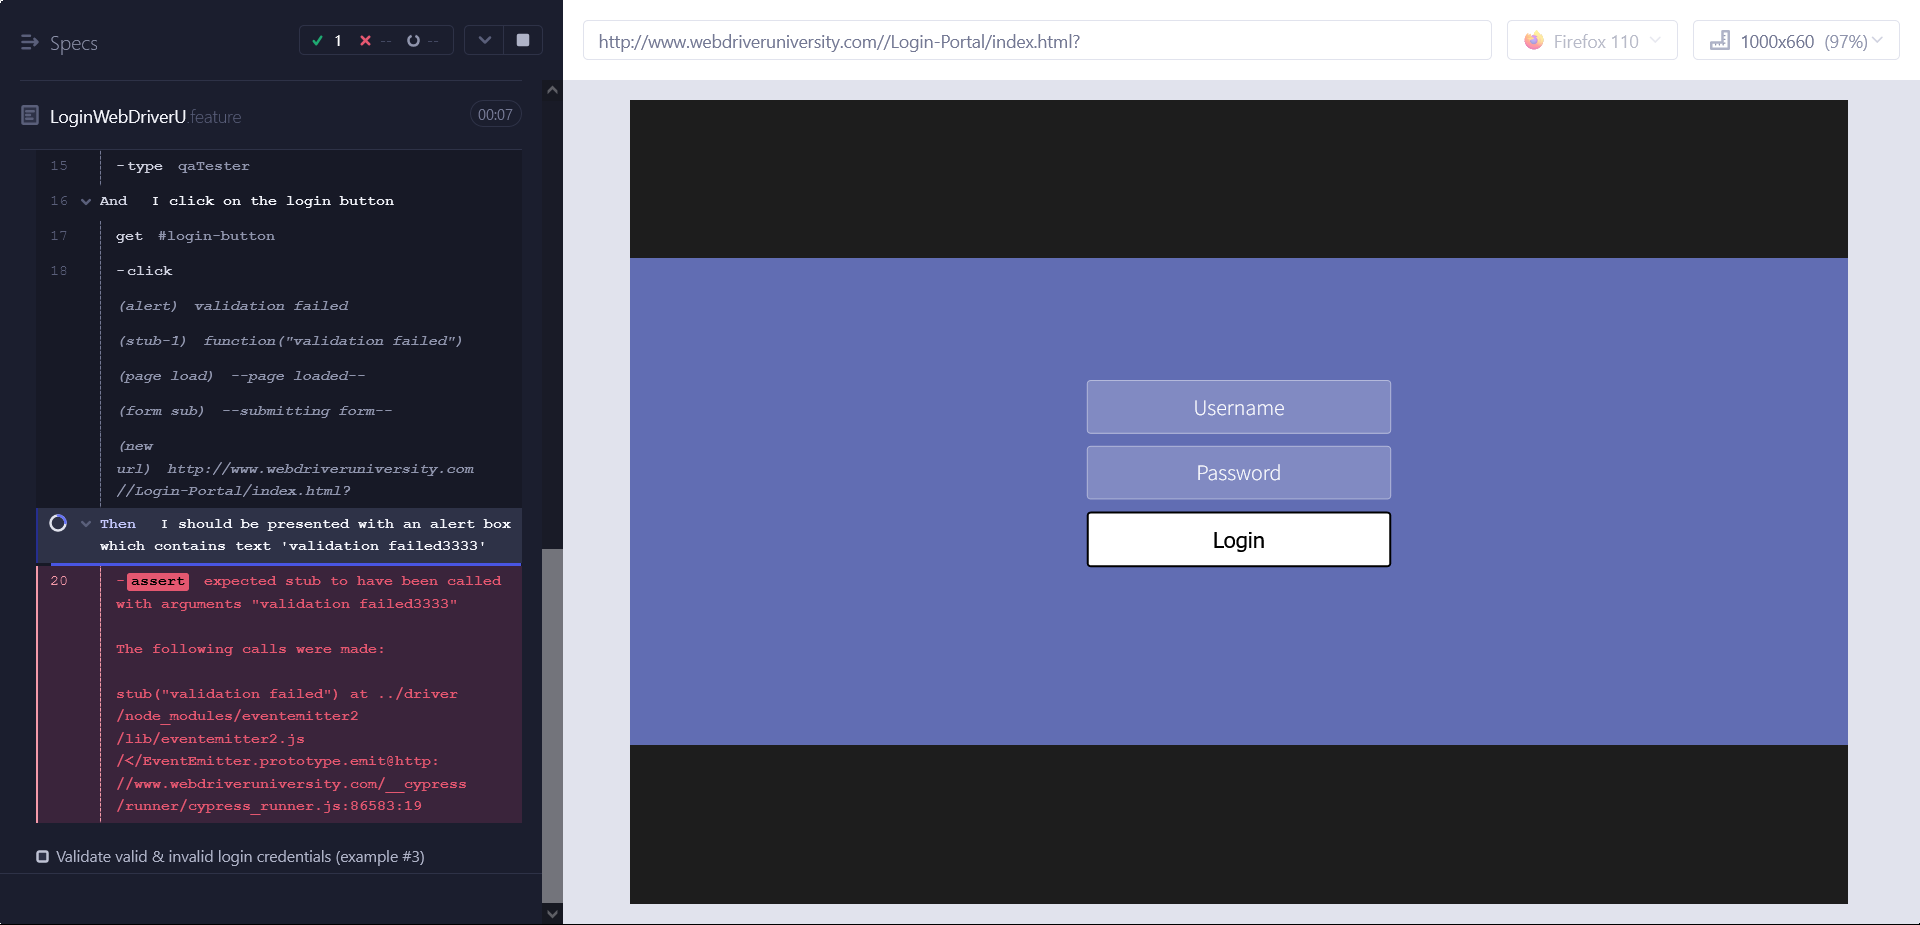 Specs
1 -- --
LoginWebDriverU.feature
00:07
15 -type qaTester
16 And I click on the login button
17 get #login-button
18 -click
(alert) validation failed
(stub-1) function("validation failed")
(page load) --page loaded--
(form sub) --submitting form--
(new
url) http://www.webdriveruniversity.com
//Login-Portal/index.html?
Then I should be presented with an alert box
which contains text 'validation failed3333'
20 -assert expected stub to have been called
with arguments "validation failed3333"
The following calls were made:
stub("validation failed") at ../driver
/node_modules/eventemitter2
/lib/eventemitter2.js
/</EventEmitter.prototype.emit@http:
//www.webdriveruniversity.com/__cypress
/runner/cypress_runner.js:86583:19
Validate valid & invalid login credentials (example #3)
http://www.webdriveruniversity.com//Login-Portal/index.html?
Firefox 110
1000x660 (97%)
Username
Password
Login